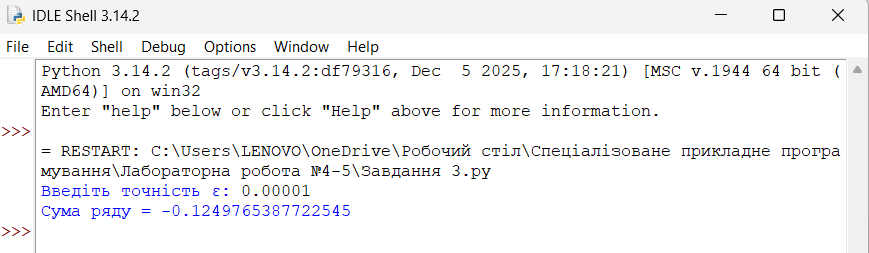 IDLE Shell 3.14.2
File Edit Shell Debug Options Window Help
Python 3.14.2 (tags/v3.14.2:df79316, Dec  5 2025, 17:18:21) [MSC v.1944 64 bit (
AMD64)] on win32
Enter "help" below or click "Help" above for more information.
>>>
= RESTART: C:\Users\LENOVO\OneDrive\Робочий стіл\Спеціалізоване прикладне програ
мування\Лабораторна робота №4-5\Завдання 3.py
Введіть точність ε: 0.00001
Сума ряду = -0.1249765387722545
>>>